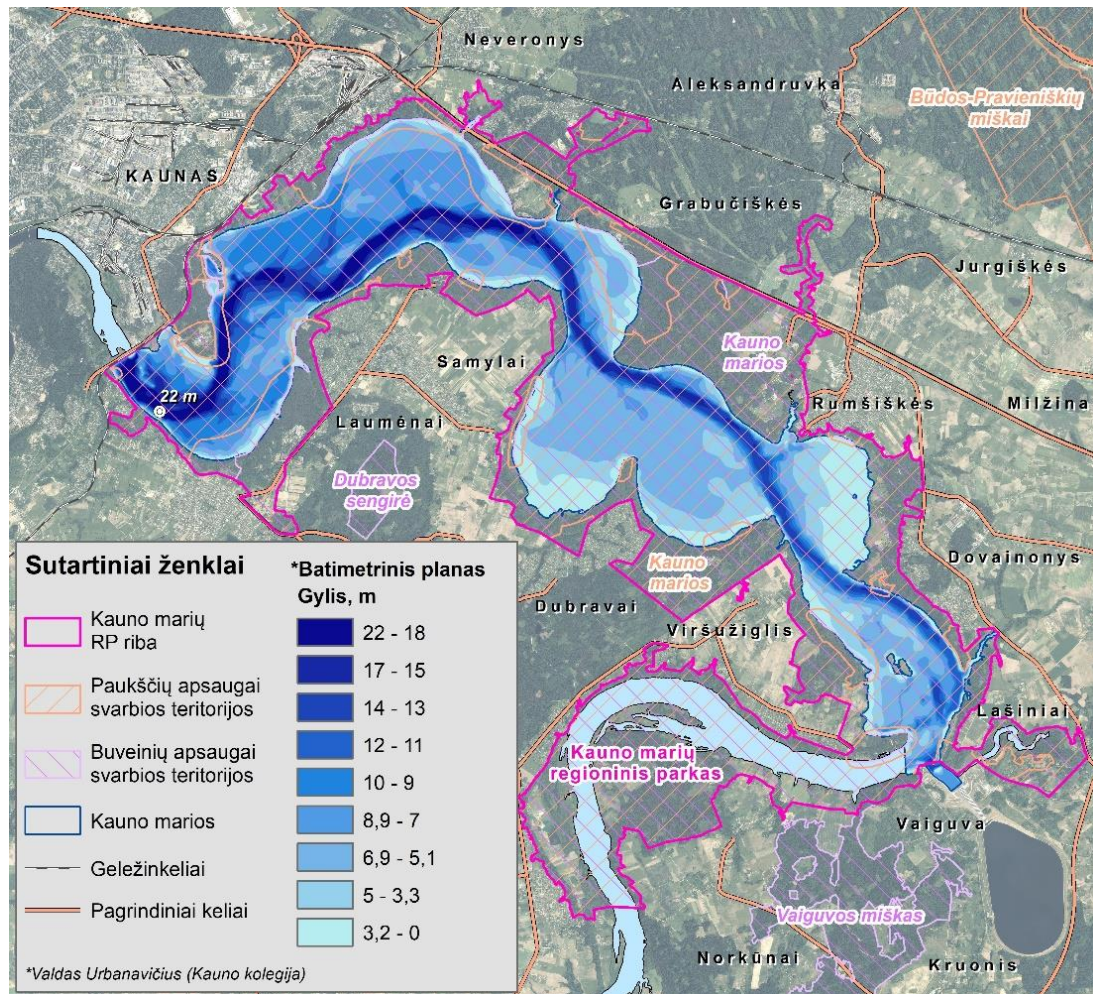 Neveronys
Aleksandruvka
Būdos-Pravieniškių
miškai
KAUNAS
Grabučiškės
Jurgiškės
Kauno
marios
Samylai
22 m
Rumšiškės
Milžina
Laumėnai
Dubravos
sengirė
Dovainonys
Kauno
marios
Dubravai
Viršužiglis
Lašiniai
Kauno marių
regioninis parkas
Vaiguva
Vaiguvos miškas
Norkūnai
Kruonis
Sutartiniai ženklai
Kauno marių
RP riba
Paukščių apsaugai
svarbios teritorijos
Buveinių apsaugai
svarbios teritorijos
Kauno marios
Geležinkeliai
Pagrindiniai keliai
*Batimetrinis planas
Gylis, m
22 - 18
17 - 15
14 - 13
12 - 11
10 - 9
8,9 - 7
6,9 - 5,1
5 - 3,3
3,2 - 0
*Valdas Urbanavičius (Kauno kolegija)